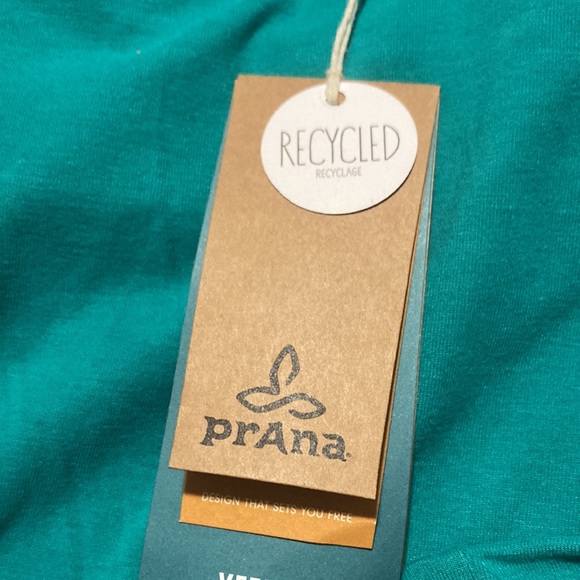 RECYCLED
RECYCLAGE
prAna
DESIGN THAT SETS YOU FREE